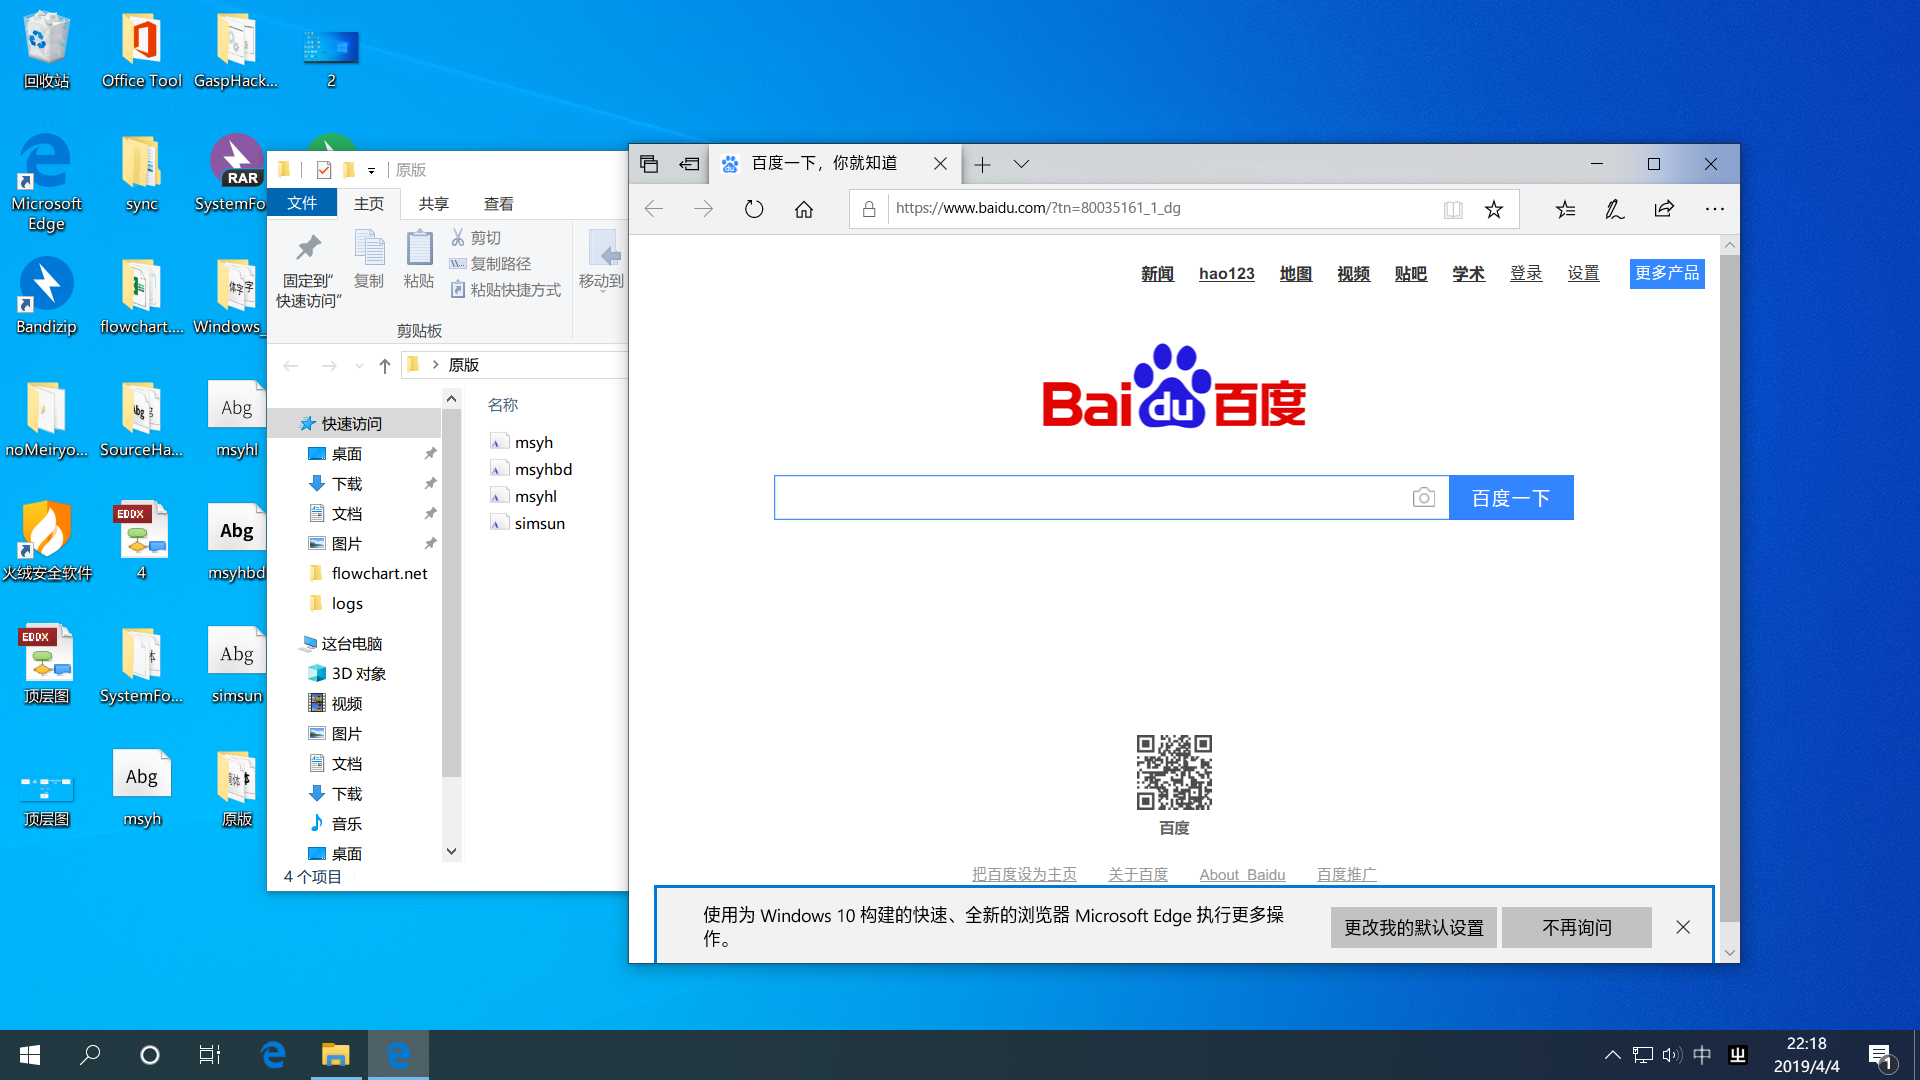 回收站
Office Tool
GaspHack...
2
Microsoft Edge
sync
SystemFo
Bandizip
flowchart....
Windows_
noMeiryo...
SourceHa...
Abg
msyhl
火绒安全软件
EDDX
4
Abg
msyhbd
EDDX
顶层图
SystemFo...
Abg
simsun
顶层图
Abg
msyh
原版
RAR
原版
文件
主页
共享
查看
固定到“快速访问”
复制
粘贴
剪切
复制路径
粘贴快捷方式
移动到
剪贴板
原版
快速访问
桌面
下载
文档
图片
flowchart.net
logs
这台电脑
3D 对象
视频
图片
文档
下载
音乐
桌面
名称
msyh
msyhbd
msyhl
simsun
4 个项目
百度一下，你就知道
https://www.baidu.com/?tn=80035161_1_dg
新闻 hao123 地图 视频 贴吧 学术 登录 设置 更多产品
Bai du 百度
百度一下
百度
把百度设为主页 关于百度 About Baidu 百度推广
使用为 Windows 10 构建的快速、全新的浏览器 Microsoft Edge 执行更多操
作。
更改我的默认设置
不再询问
中
22:18
2019/4/4
1